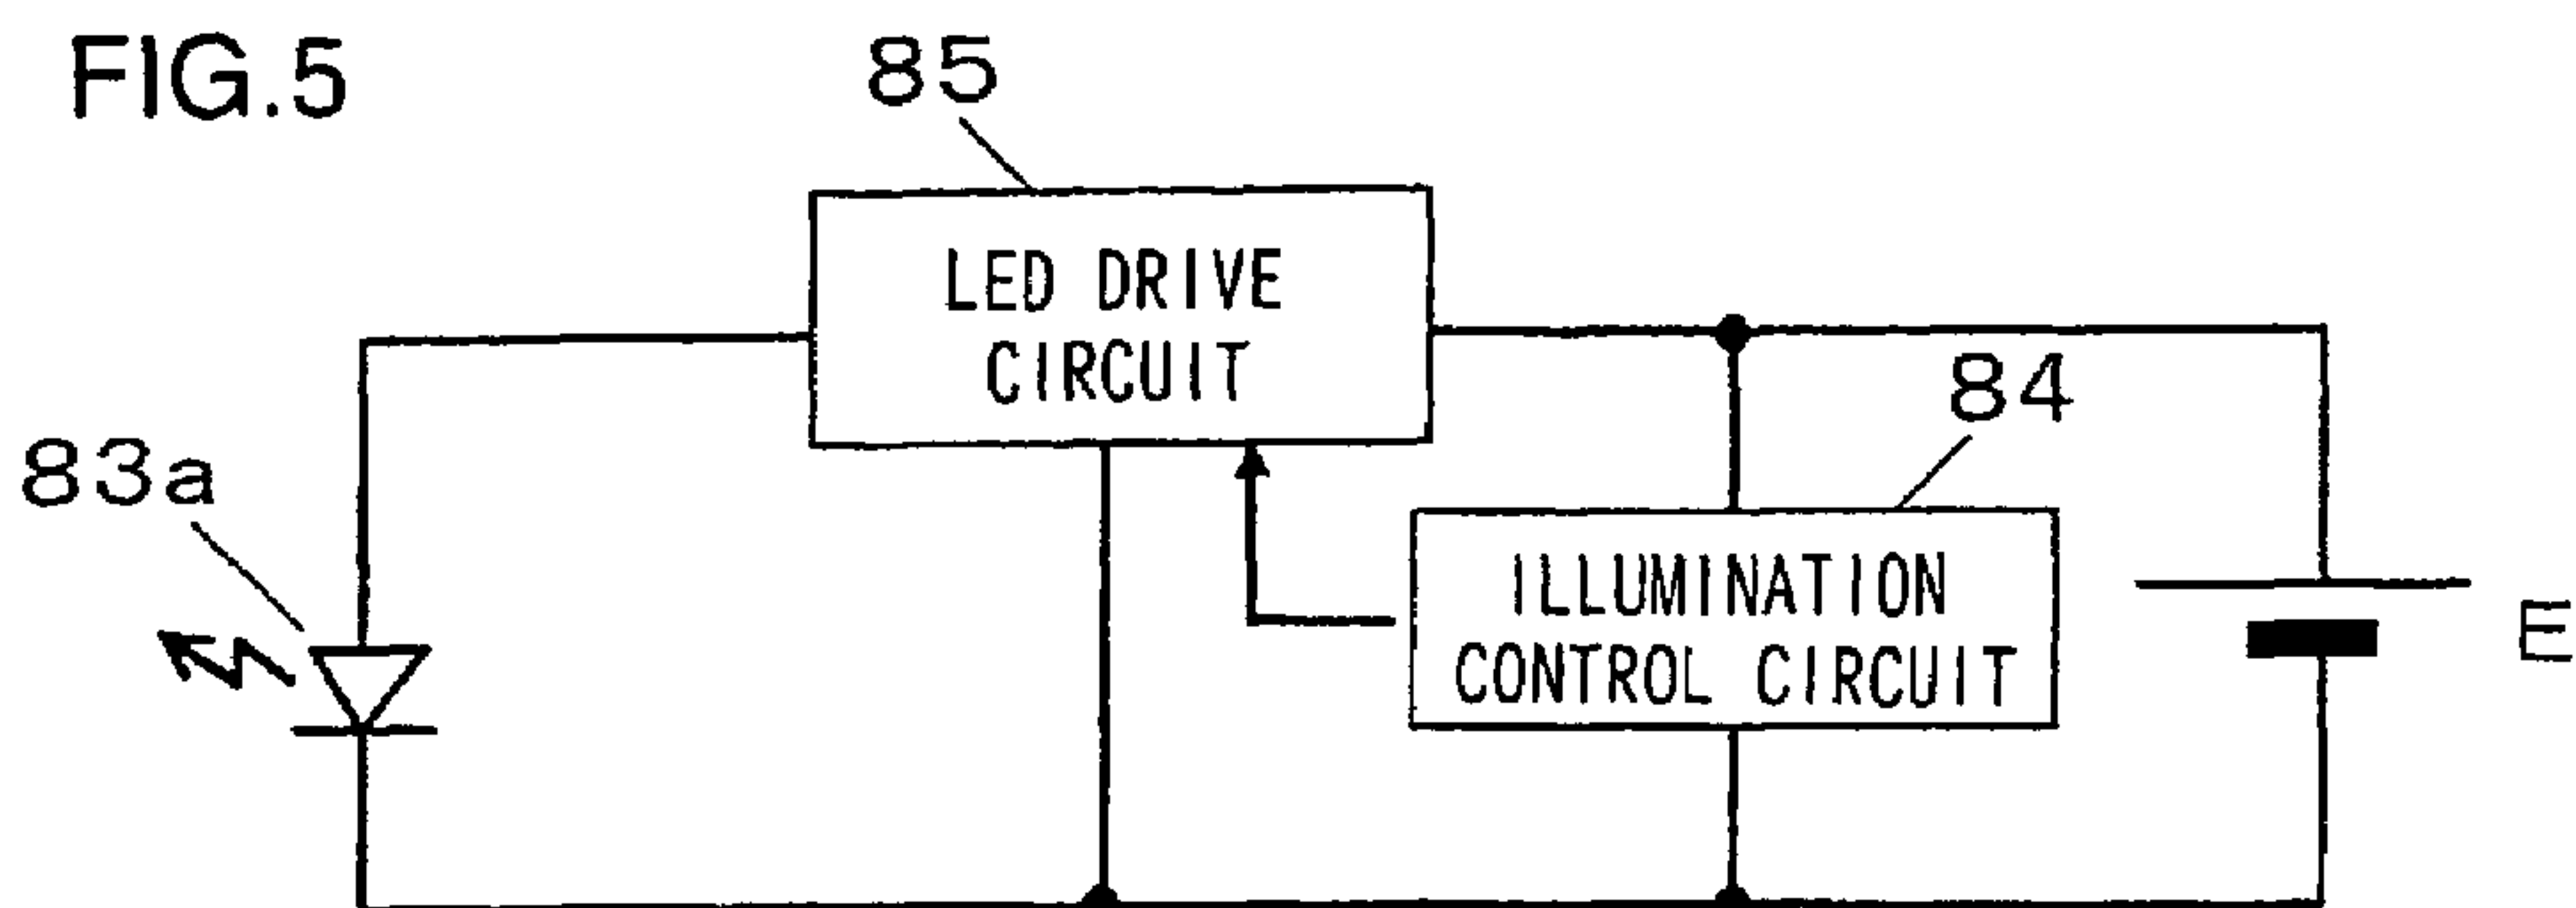 FIG.5
85
LED DRIVE
CIRCUIT
84
83a
ILLUMINATION
CONTROL CIRCUIT
E